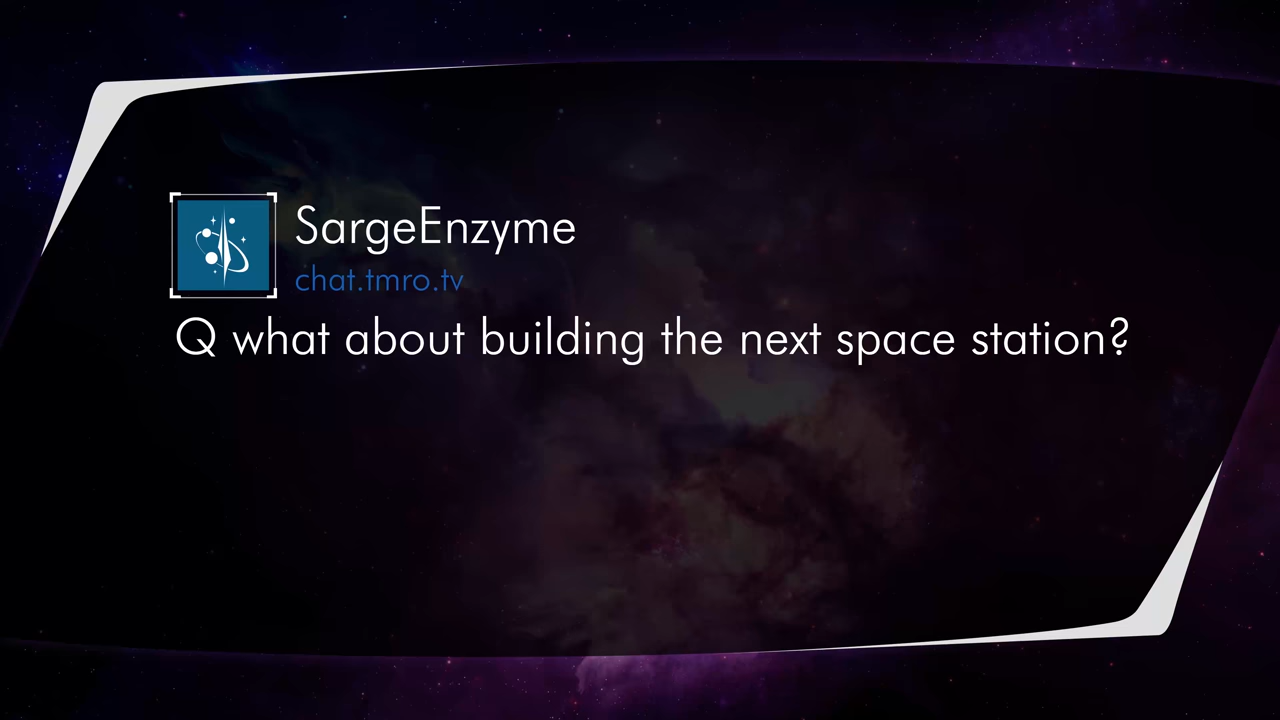 SargeEnzyme
chat.tmro.tv
Q what about building the next space station?